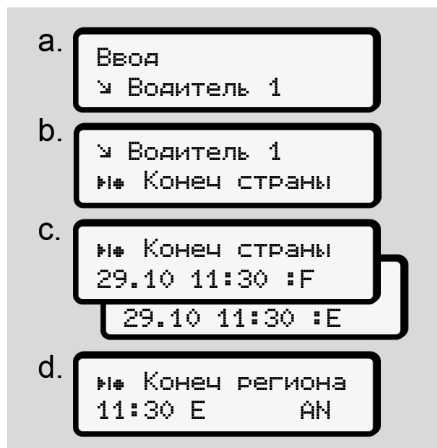 a.
Ввод
Водитель 1
b.
Водитель 1
Конец страны
c.
Конец страны
29.10 11:30 :F
29.10 11:30 :E
d.
Конец региона
11:30 E AN